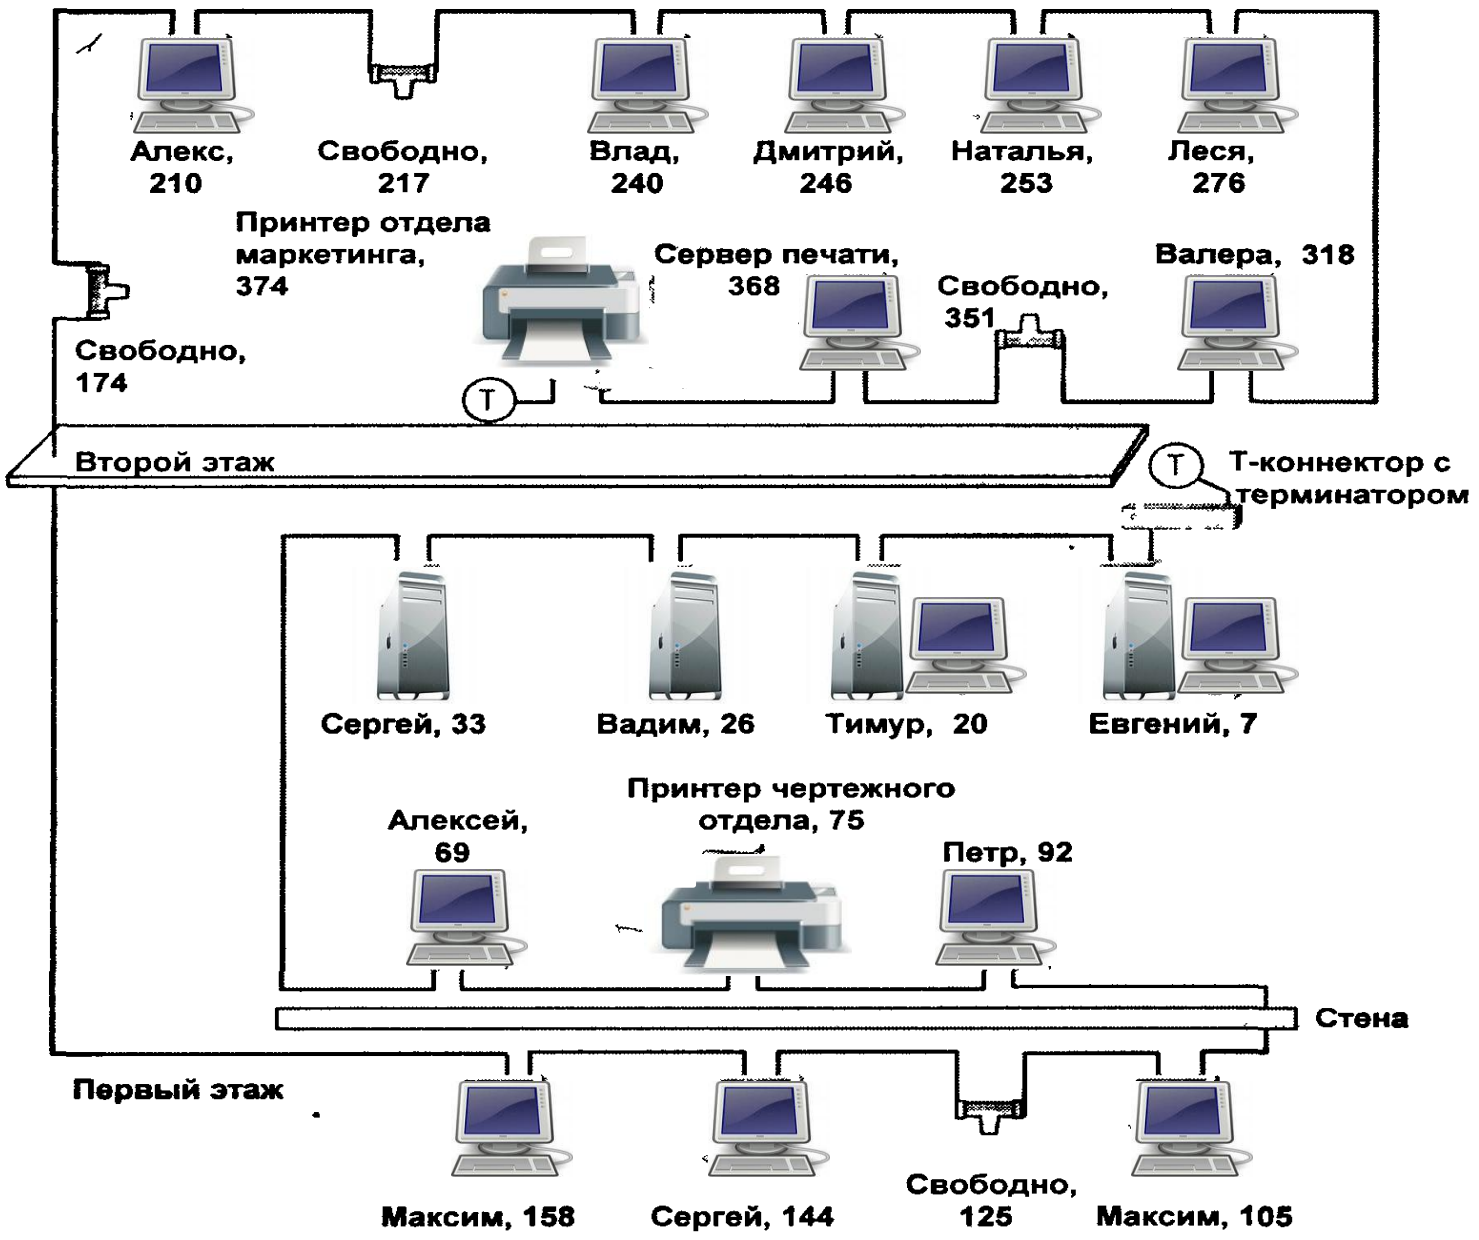 Алекс,
210
Свободно,
217
Влад,
240
Дмитрий,
246
Наталья,
253
Леся,
276
Принтер отдела
маркетинга,
374
Сервер печати,
368
Свободно,
351
Валера, 318
Свободно,
174
T
Второй этаж
T
Т-коннектор с
терминатором
Сергей, 33
Вадим, 26
Тимур, 20
Евгений, 7
Принтер чертежного
отдела, 75
Алексей,
69
Петр, 92
Стена
Первый этаж
Максим, 158
Сергей, 144
Свободно,
125
Максим, 105